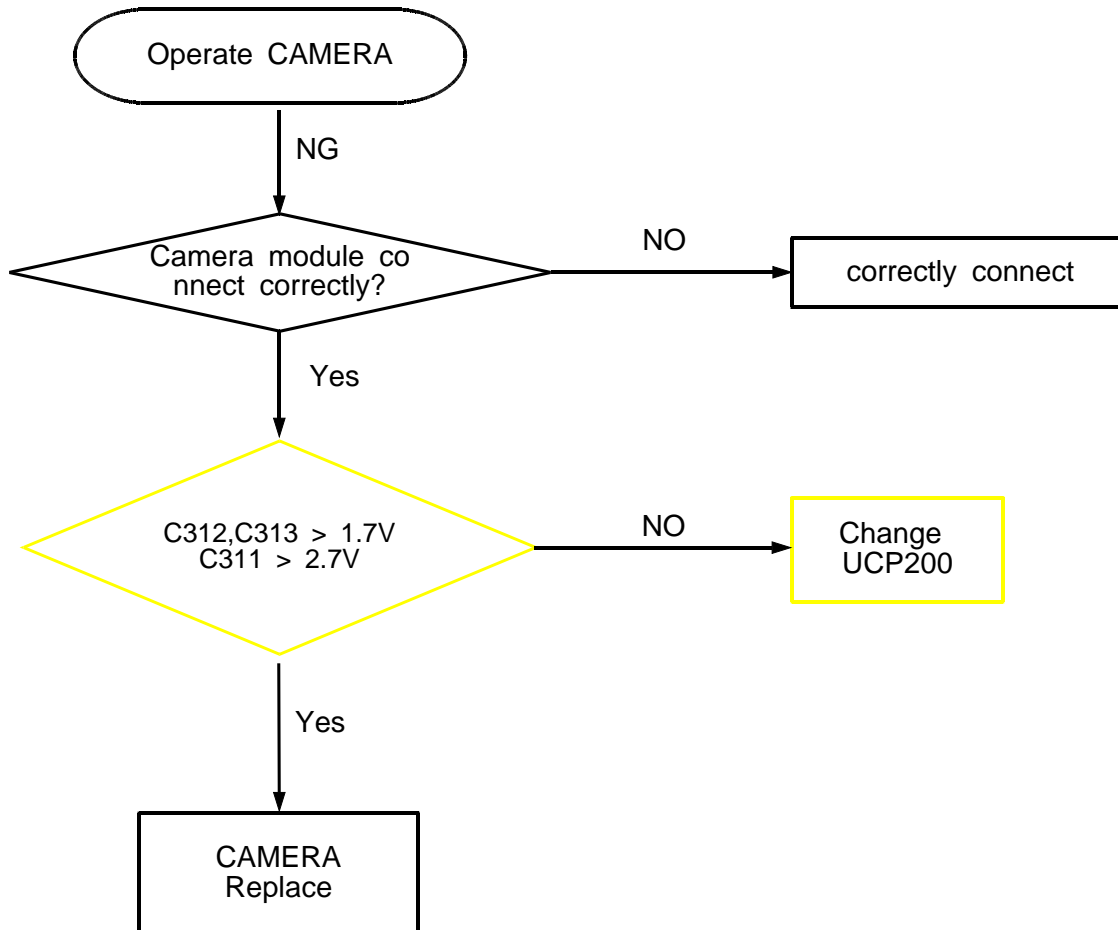 Operate CAMERA
NG
Camera module co
nnect correctly?
NO
correctly connect
Yes
C312,C313 > 1.7V
C311 > 2.7V
NO
Change
UCP200
Yes
CAMERA
Replace